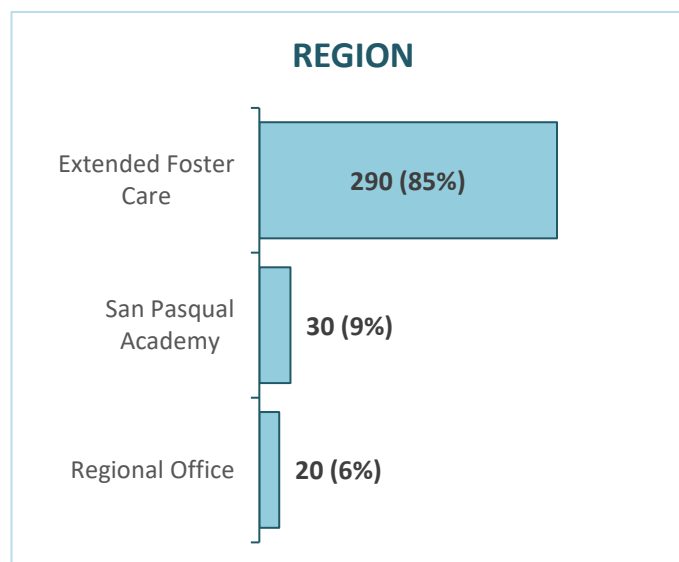 REGION
Extended Foster
Care
290 (85%)
San Pasqual
Academy
30 (9%)
Regional Office
20 (6%)